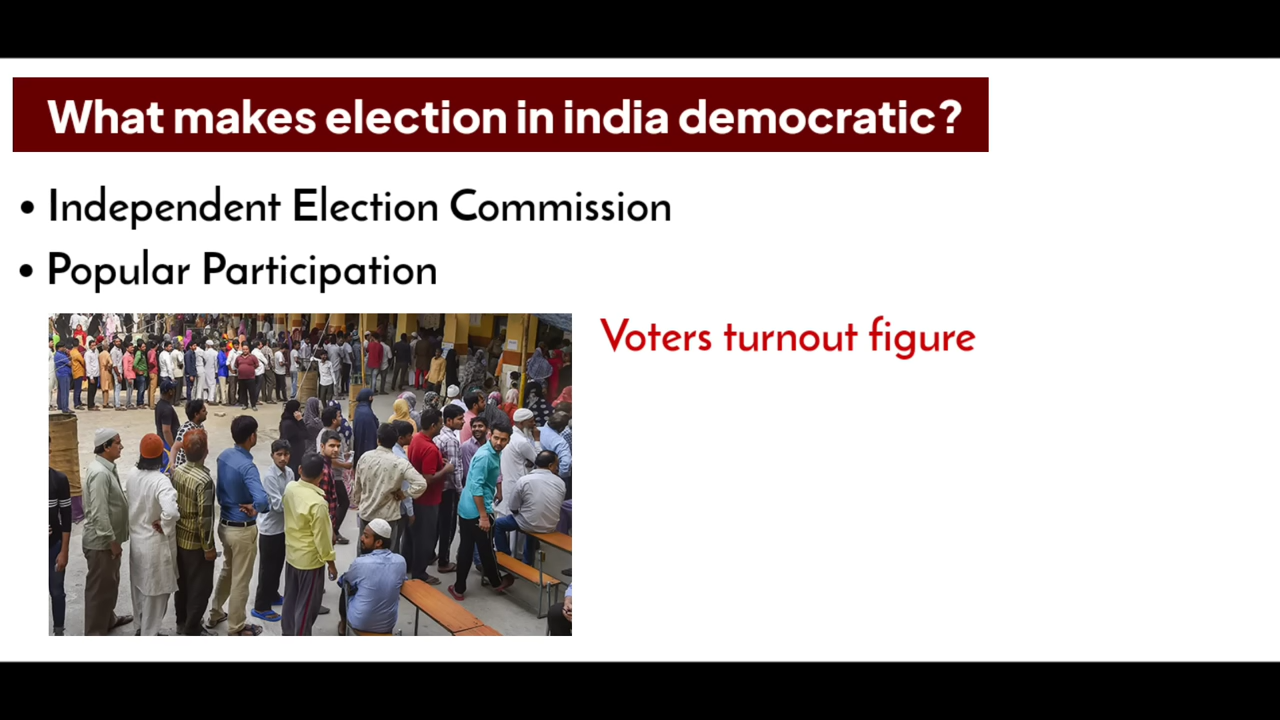 What makes election in india democratic?
• Independent Election Commission
• Popular Participation
Voters turnout figure